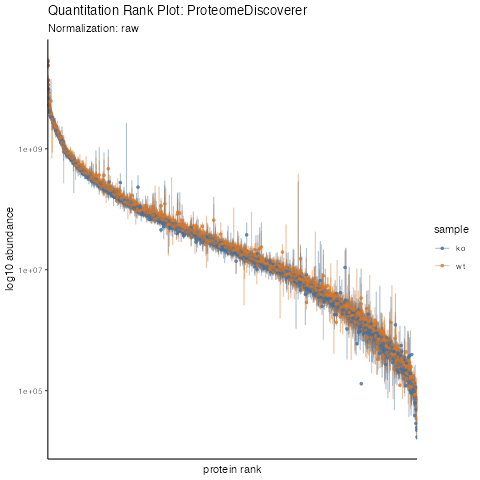 Quantitation Rank Plot: ProteomeDiscoverer
Normalization: raw
1e+09
1e+07
1e+05
log10 abundance
protein rank
sample
ko
wt